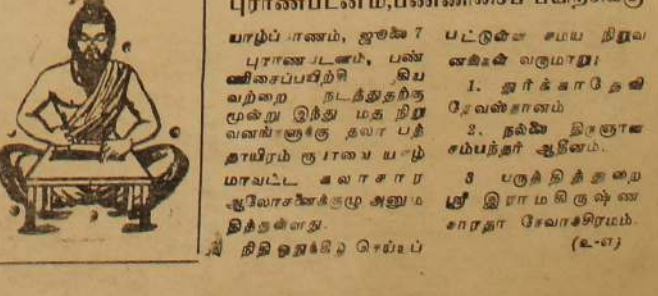 புராணபடனம்,பண்ணிசைப் பயிற்சிக்கு
யாழ்ப்பாணம், ஜூலை 7
புராணபடனம், பண்
ணிசைப்பயிற்சி கிய
வற்றை நடத்துதற்கு
மூன்று இந்து மத நிறு
வனங்களுக்கு தலா பத்
தாயிரம் ரூபாவை யாழ்
மாவட்ட கலாசார
ஆலோசனைக்குழு அனும
தித்துள்ளது.
நிதி ஒதுக்கீடு செய்யப்
பட்டுள்ள சமய நிறுவ
னங்கள் வருமாறு:
1. துர்க்காதேவி
தேவஸ்தானம்
2. நல்லை திருஞான
சம்பந்தர் ஆதீனம்.
3 பருத்தித்துறை
ஸ்ரீ இராமகிருஷ்ண
சாரதா சேவாச்சிரமம்.
(உ-எ)